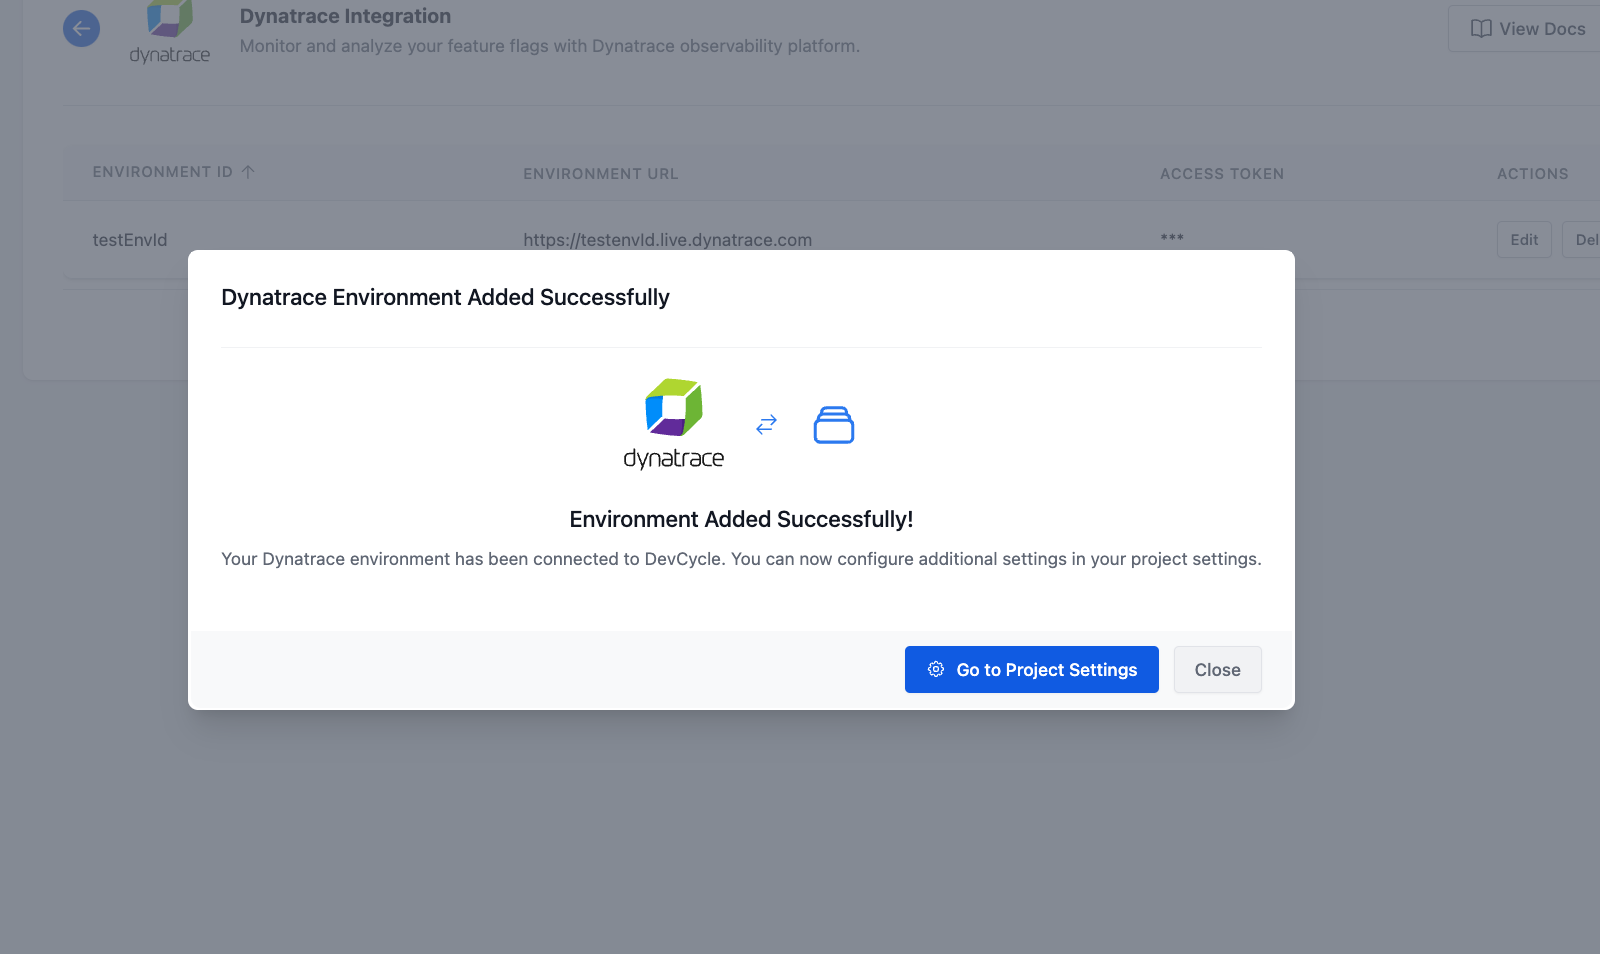 Dynatrace Integration
dynatrace
Monitor and analyze your feature flags with Dynatrace observability platform.
View Docs
ENVIRONMENT ID
ENVIRONMENT URL
ACCESS TOKEN
ACTIONS
testEnvId
https://testenvId.live.dynatrace.com
***
Edit
Del
Dynatrace Environment Added Successfully
dynatrace
Environment Added Successfully!
Your Dynatrace environment has been connected to DevCycle. You can now configure additional settings in your project settings.
Go to Project Settings
Close